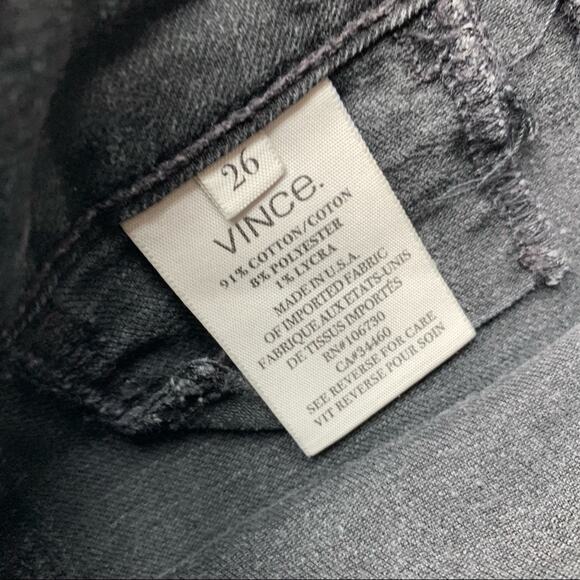 26
VINCE.
91% COTTON/COTON
8% POLYESTER
1% LYCRA
MADE IN U.S.A.
OF IMPORTED FABRIC
FABRIQUE AUX ETATS-UNIS
DE TISSUS IMPORTÉS
RN#106730
CA#34460
SEE REVERSE FOR CARE
VIT REVERSE POUR SOIN